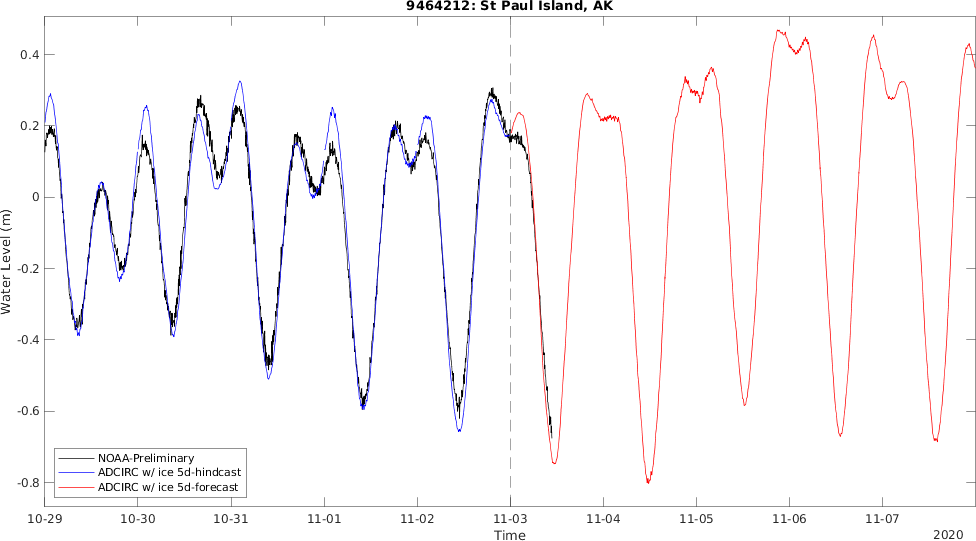 9464212: St Paul Island, AK
Water Level (m)
0.4
0.2
0
-0.2
-0.4
-0.6
-0.8
NOAA-Preliminary
ADCIRC w/ ice 5d-hindcast
ADCIRC w/ ice 5d-forecast
10-29 10-30 10-31 11-01 11-02 11-03 11-04 11-05 11-06 11-07
Time
2020